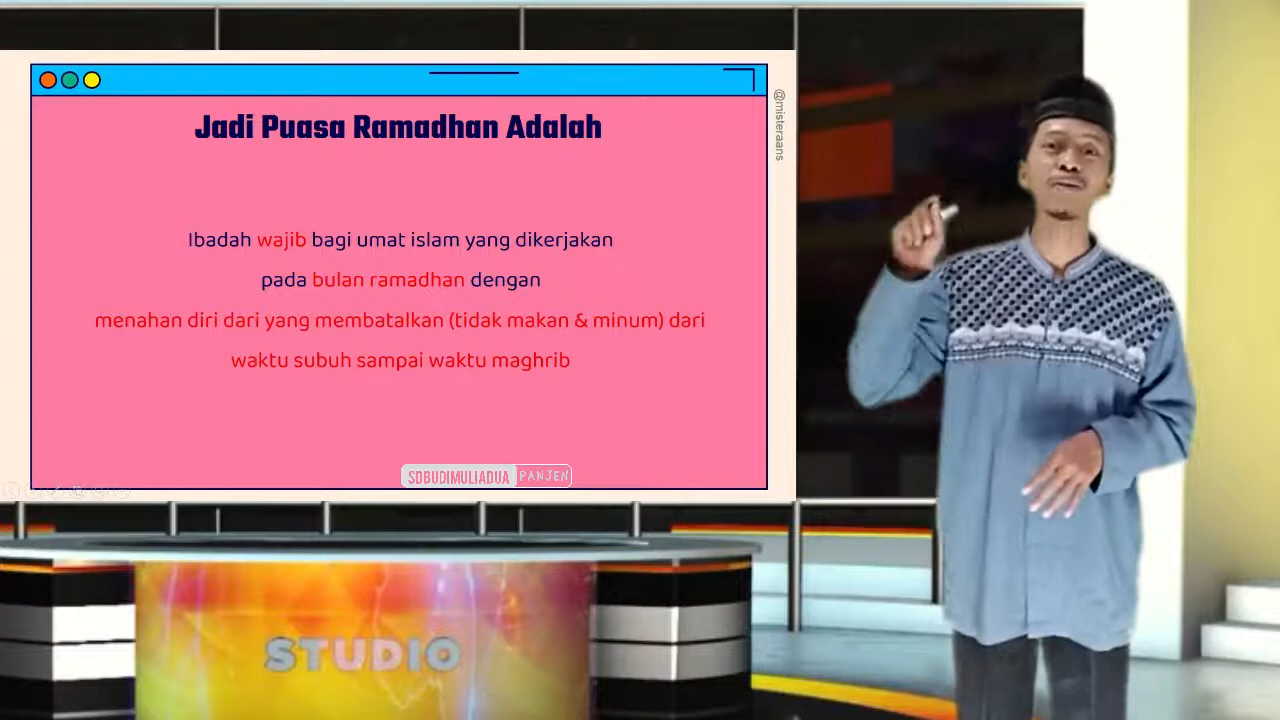 Jadi Puasa Ramadhan Adalah
Ibadah wajib bagi umat islam yang dikerjakan
pada bulan ramadhan dengan
menahan diri dari yang membatalkan (tidak makan & minum) dari
waktu subuh sampai waktu maghrib
SDBUDIMULIADUA PANJEN
@misteraans
STUDIO